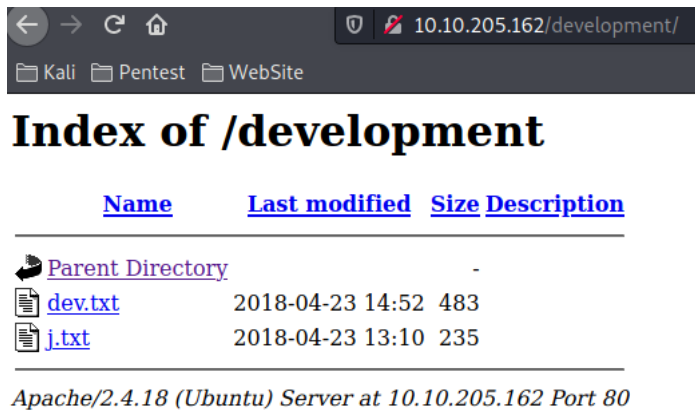 10.10.205.162/development/
Kali Pentest WebSite
Index of /development
Name Last modified Size Description
Parent Directory -
dev.txt 2018-04-23 14:52 483
j.txt 2018-04-23 13:10 235
Apache/2.4.18 (Ubuntu) Server at 10.10.205.162 Port 80